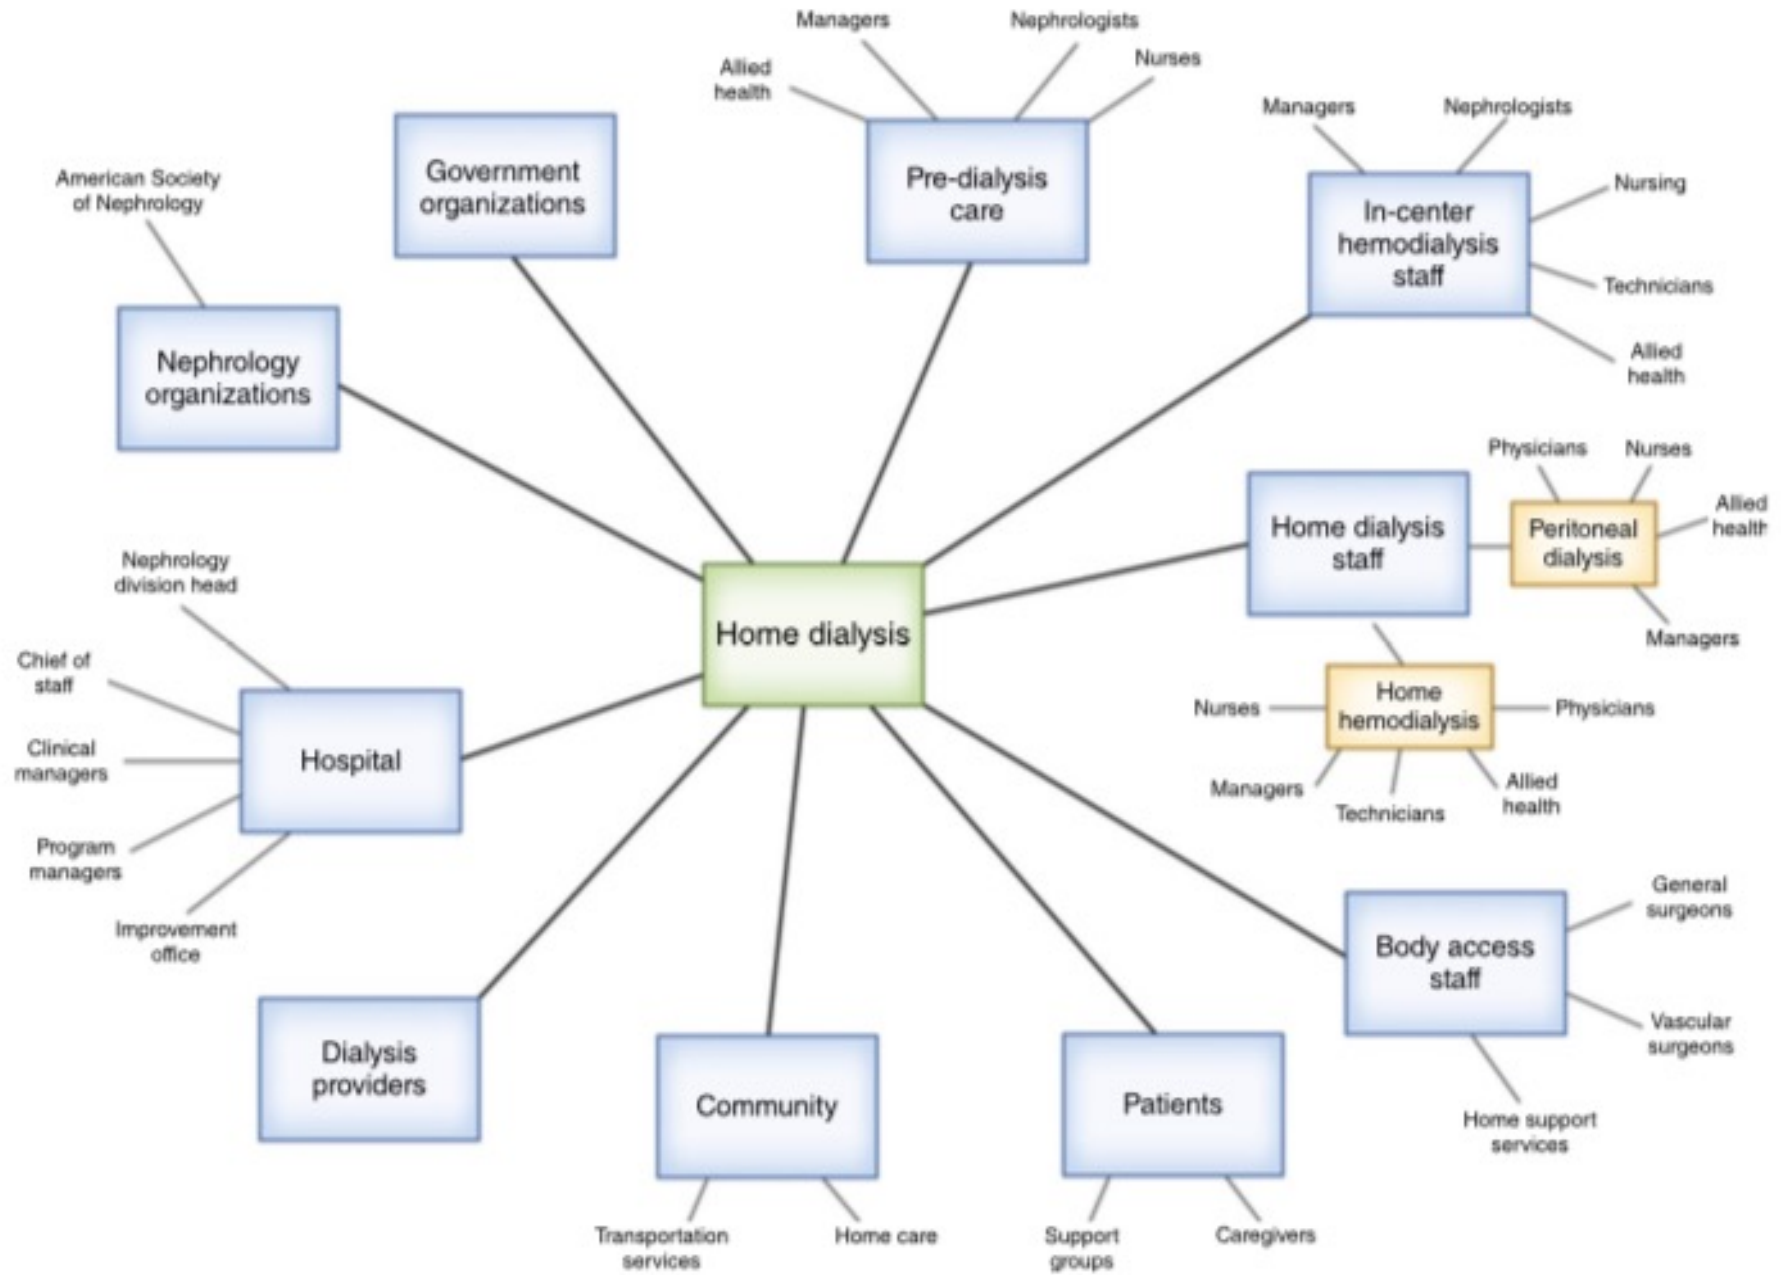 Managers
Nephrologists
Allied
health
Nurses
Pre-dialysis
care
Managers
Nephrologists
Nursing
Technicians
Allied
health
In-center
hemodialysis
staff
Government
organizations
American Society
of Nephrology
Nephrology
organizations
Home dialysis
staff
Physicians
Nurses
Allied
health
Peritoneal
dialysis
Managers
Home
hemodialysis
Nurses
Physicians
Managers
Technicians
Allied
health
Home dialysis
Nephrology
division head
Chief of
staff
Clinical
managers
Program
managers
Improvement
office
Hospital
General
surgeons
Body access
staff
Vascular
surgeons
Home support
services
Dialysis
providers
Community
Transportation
services
Home care
Patients
Support
groups
Caregivers